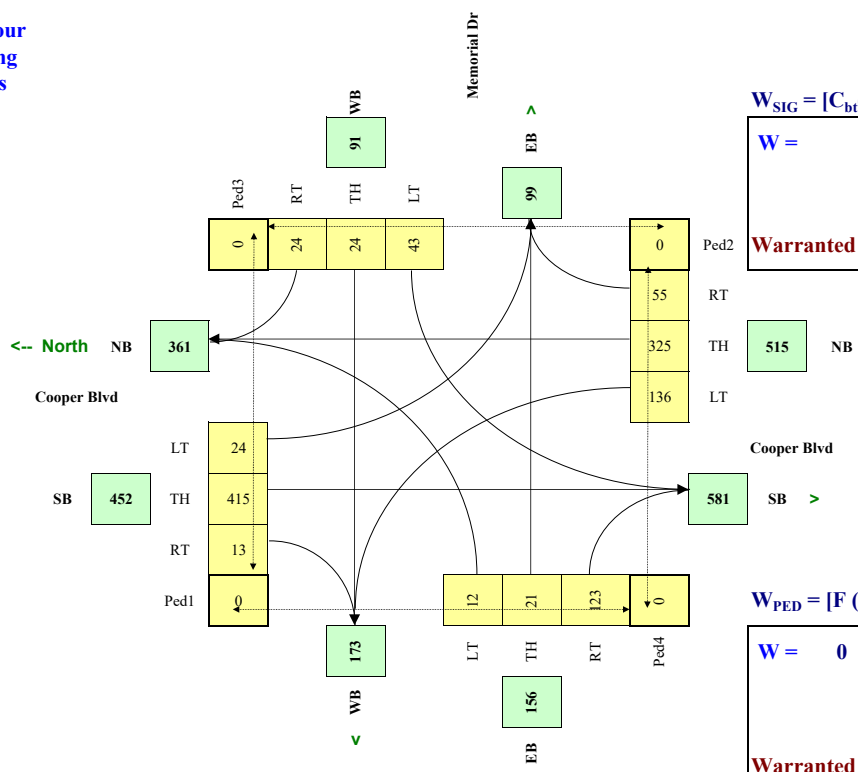 our
ng
s
Memorial Dr
WB
91
^
EB
99
W_SIG = [C_bt
W =
Warranted
Ped3
RT
TH
LT
0
24
24
43
0
Ped2
55
RT
<-- North
NB
361
325
TH
515
NB
Cooper Blvd
136
LT
LT
24
Cooper Blvd
SB
452
TH
415
581
SB
>
RT
13
Ped1
0
12
21
123
0
W_PED = [F (
W = 0
173
LT
TH
RT
Ped4
WB
156
v
EB
Warranted